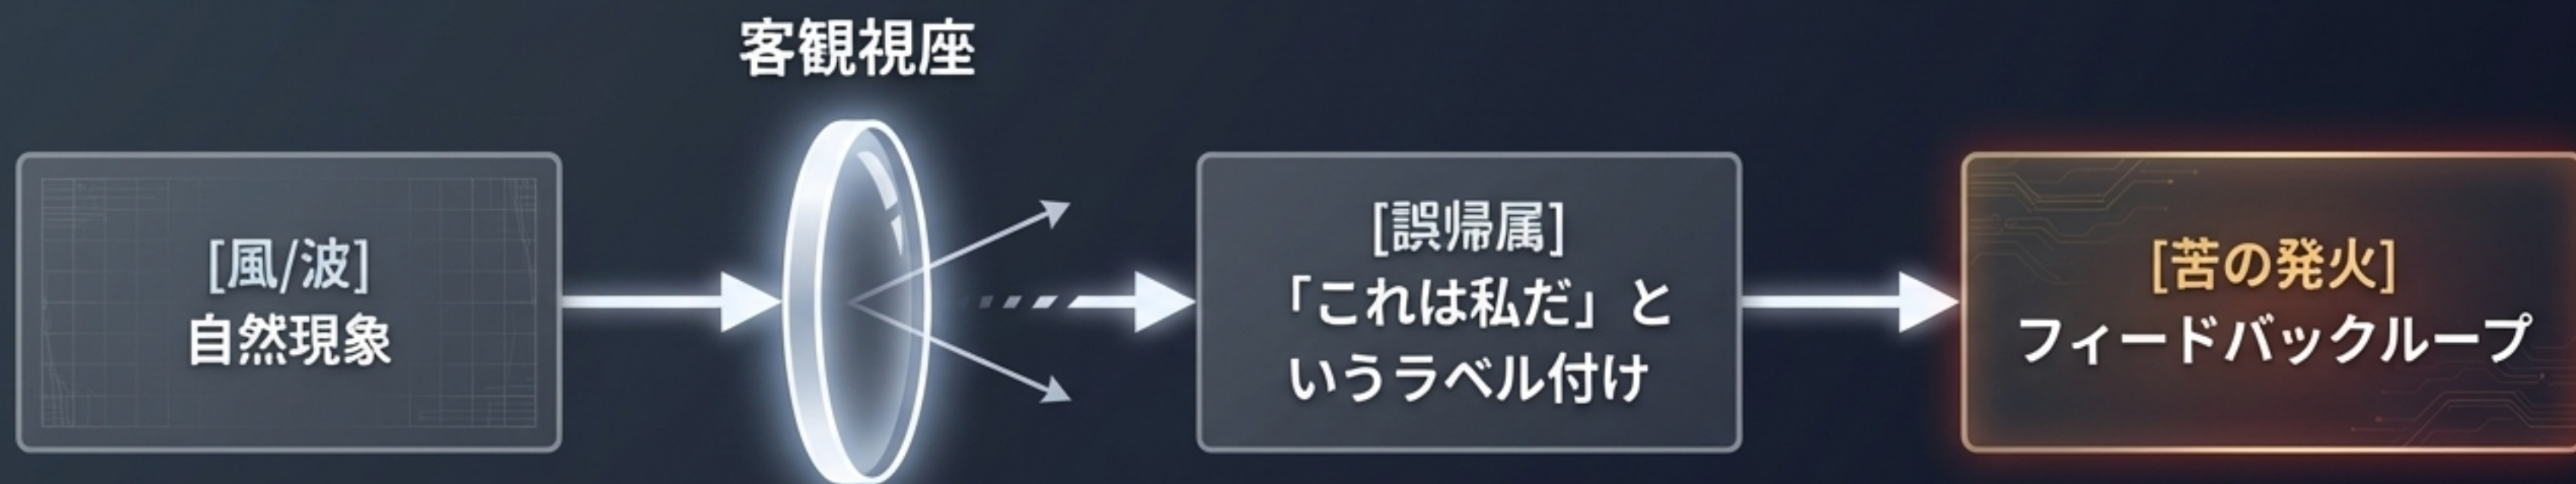 客観視座
[風/波]
自然現象
[誤帰属]
「これは私だ」と
いうラベル付け
[苦の発火]
フィードバックループ